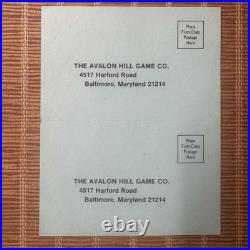 Place
First-Class
Postage
Here
THE AVALON HILL GAME CO.
4517 Harford Road
Baltimore, Maryland 21214
Place
First-Class
Postage
Here
THE AVALON HILL GAME CO.
4517 Harford Road
Baltimore, Maryland 21214